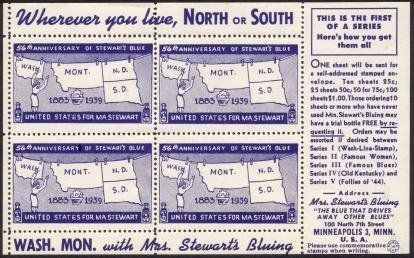 Wherever you live, NORTH or SOUTH
56th ANNIVERSARY OF STEWART'S BLUE
WASH.
MONT.
N.D.
S.D.
1883 1939
UNITED STATES FOR MA STEWART
56th ANNIVERSARY OF STEWART'S BLUE
WASH.
MONT.
N.D.
S.D.
1883 1939
UNITED STATES FOR MA STEWART
56th ANNIVERSARY OF STEWART'S BLUE
WASH.
MONT.
N.D.
S.D.
1883 1939
UNITED STATES FOR MA STEWART
56th ANNIVERSARY OF STEWART'S BLUE
WASH.
MONT.
N.D.
S.D.
1883 1939
UNITED STATES FOR MA STEWART
WASH. MON. with Mrs. Stewart's Bluing
THIS IS THE FIRST
OF A SERIES
Here's how you get
them all
ONE sheet will be sent for
a self-addressed stamped en-
velope. Ten sheets 25c;
25 sheets 50c; 50 for 75c; 100
sheets $1.00. Those ordering 10
sheets or more who have never
used Mrs. Stewart's Bluing may
have a trial bottle FREE by re-
questing it. Orders may be
assorted if desired between
Series I (Wash-Line-Stamp),
Series II (Famous Women),
Series III (Famous Blues)
Series IV (Old Kentucky) and
Series V (Follies of '44).
Address
Mrs. Stewart's Bluing
"THE BLUE THAT DRIVES
AWAY OTHER BLUES"
100 North 7th Street
MINNEAPOLIS 3, MINN.
U. S. A.
Please use commemorative
stamps when writing.